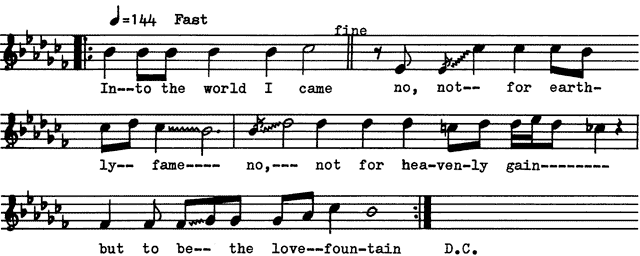 ♩=144 Fast
fine
In--to the world I came no, not-- for earth-
ly-- fame---- no,--- not for hea-ven-ly gain--------
but to be-- the love--foun-tain D.C.